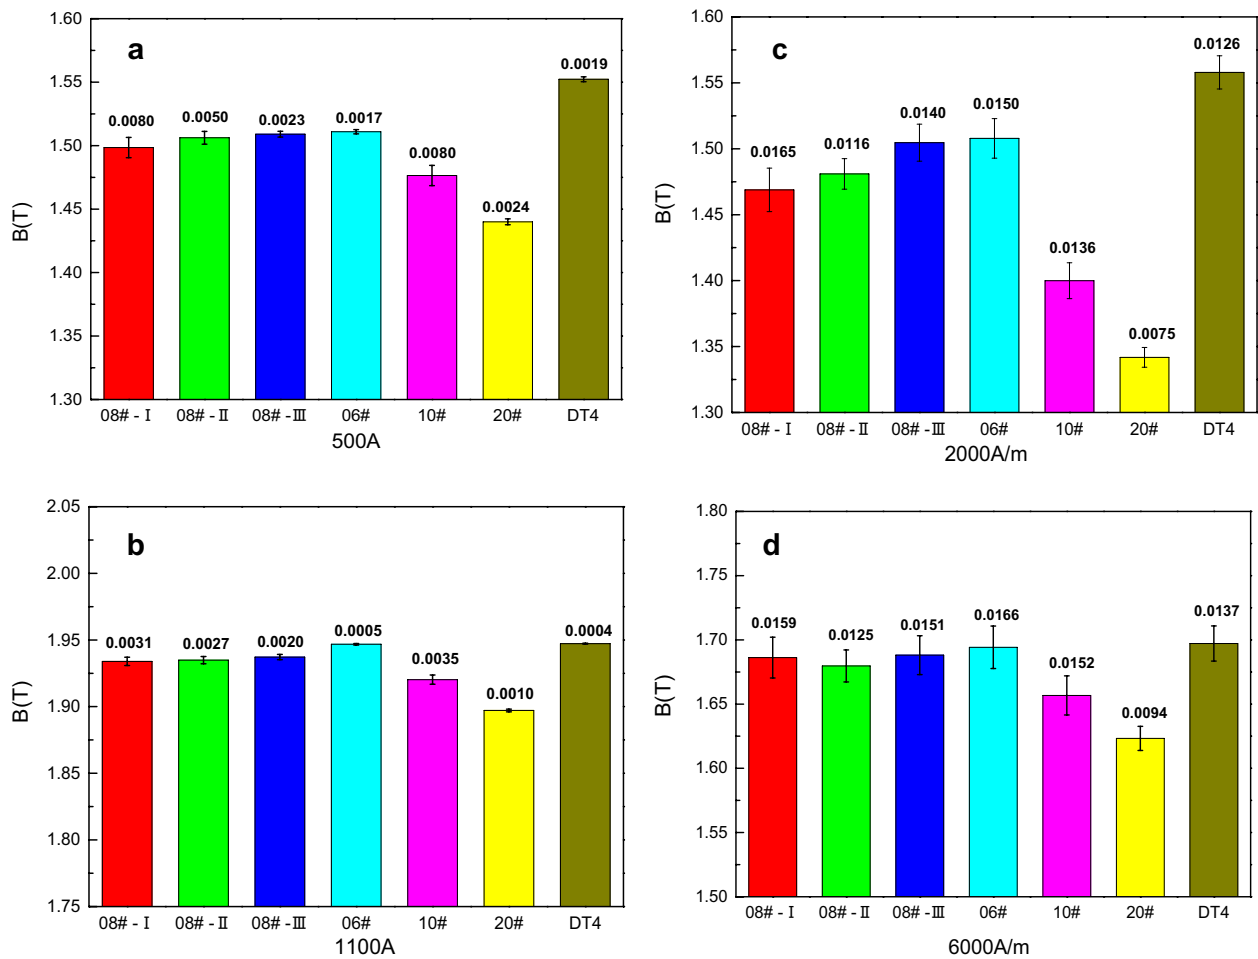 a
0.0080 0.0050 0.0023 0.0017 0.0080 0.0024 0.0019
B(T)
1.60
1.55
1.50
1.45
1.40
1.35
1.30
08# - Ⅰ 08# - Ⅱ 08# - Ⅲ 06# 10# 20# DT4
500A
c
0.0165 0.0116 0.0140 0.0150 0.0136 0.0075 0.0126
B(T)
1.60
1.55
1.50
1.45
1.40
1.35
1.30
08# - Ⅰ 08# - Ⅱ 08# - Ⅲ 06# 10# 20# DT4
2000A/m
b
0.0031 0.0027 0.0020 0.0005 0.0035 0.0010 0.0004
B(T)
2.05
2.00
1.95
1.90
1.85
1.80
1.75
08# - Ⅰ 08# - Ⅱ 08# - Ⅲ 06# 10# 20# DT4
1100A
d
0.0159 0.0125 0.0151 0.0166 0.0152 0.0094 0.0137
B(T)
1.80
1.75
1.70
1.65
1.60
1.55
1.50
08# - Ⅰ 08# - Ⅱ 08# - Ⅲ 06# 10# 20# DT4
6000A/m